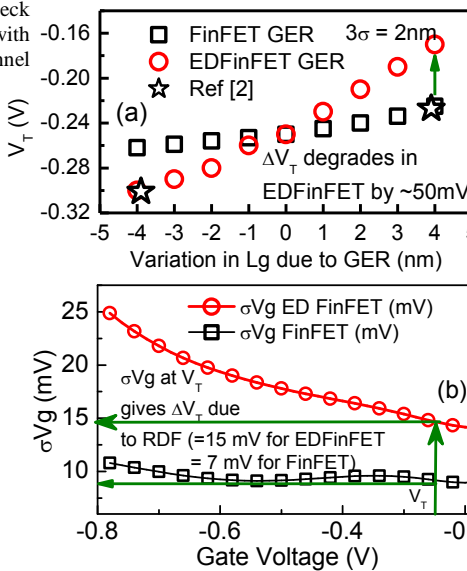 eck
with
nnel
-0.16
-0.20
-0.24
-0.28
-0.32
V_T (V)
FinFET GER
EDFinFET GER
Ref [2]
3σ = 2nm
(a)
ΔV_T degrades in
EDFinFET by ~50mV
-5 -4 -3 -2 -1 0 1 2 3 4
Variation in Lg due to GER (nm)
25
20
15
10
5
σVg (mV)
σVg ED FinFET (mV)
σVg FinFET (mV)
σVg at V_T
(b)
gives ΔV_T due
to RDF (=15 mV for EDFinFET
= 7 mV for FinFET)
V_T
-0.8 -0.6 -0.4 -0.2
Gate Voltage (V)